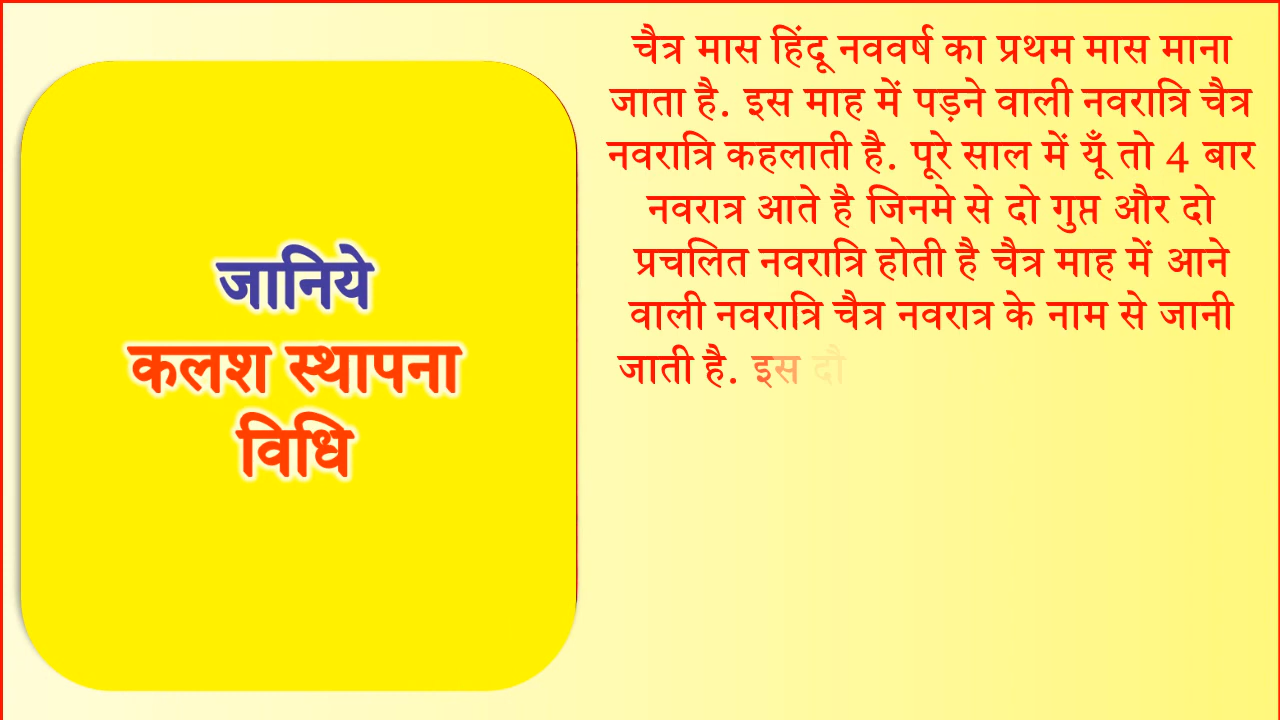 जानिये
कलश स्थापना
विधि
चैत्र मास हिंदू नववर्ष का प्रथम मास माना
जाता है. इस माह में पड़ने वाली नवरात्रि चैत्र
नवरात्रि कहलाती है. पूरे साल में यूँ तो 4 बार
नवरात्र आते है जिनमे से दो गुप्त और दो
प्रचलित नवरात्रि होती है चैत्र माह में आने
वाली नवरात्रि चैत्र नवरात्र के नाम से जानी
जाती है. इस दौ